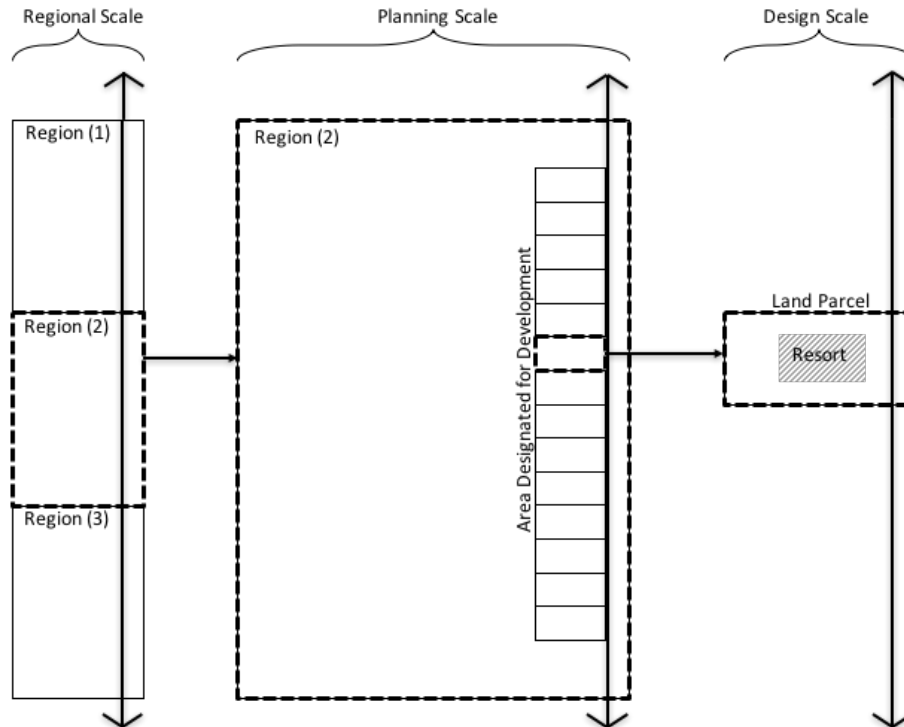 Regional Scale
Planning Scale
Design Scale
Region (1)
Region (2)
Region (3)
Region (2)
Area Designated for Development
Land Parcel
Resort